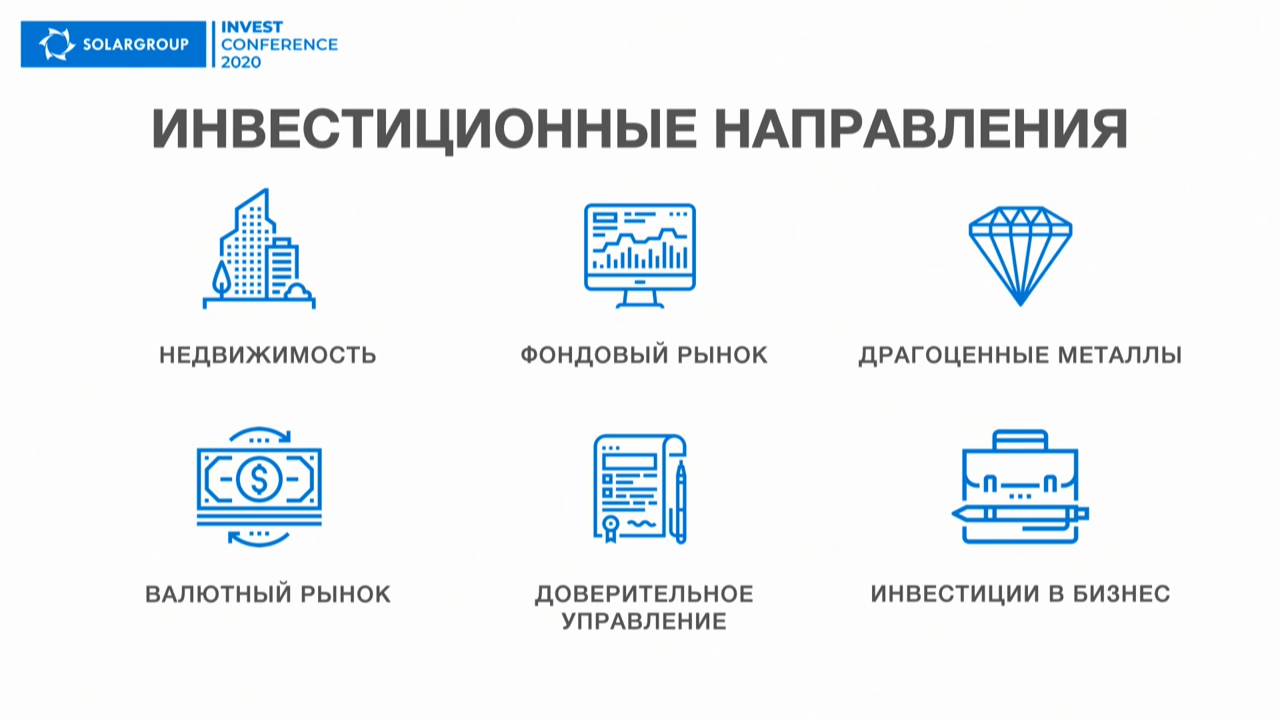 SOLARGROUP
INVEST
CONFERENCE
2020
ИНВЕСТИЦИОННЫЕ НАПРАВЛЕНИЯ
НЕДВИЖИМОСТЬ
ФОНДОВЫЙ РЫНОК
ДРАГОЦЕННЫЕ МЕТАЛЛЫ
$
ВАЛЮТНЫЙ РЫНОК
ДОВЕРИТЕЛЬНОЕ
УПРАВЛЕНИЕ
ИНВЕСТИЦИИ В БИЗНЕС